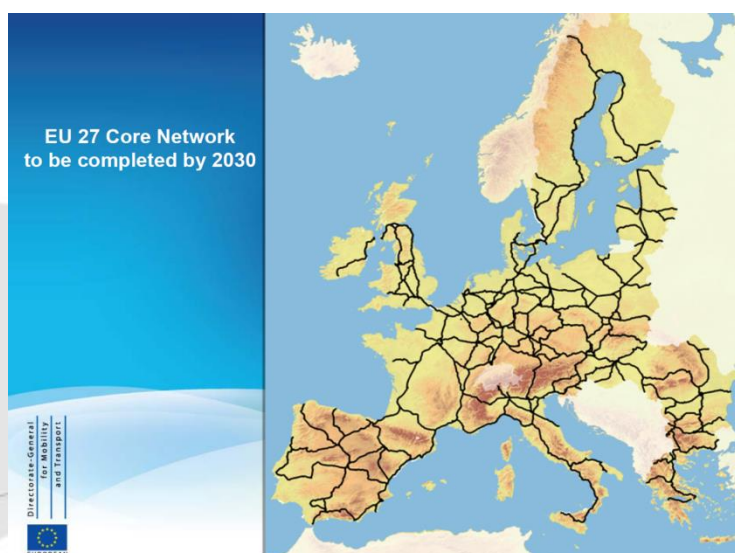 EU 27 Core Network
to be completed by 2030
Directorate-General
for Mobility
and Transport